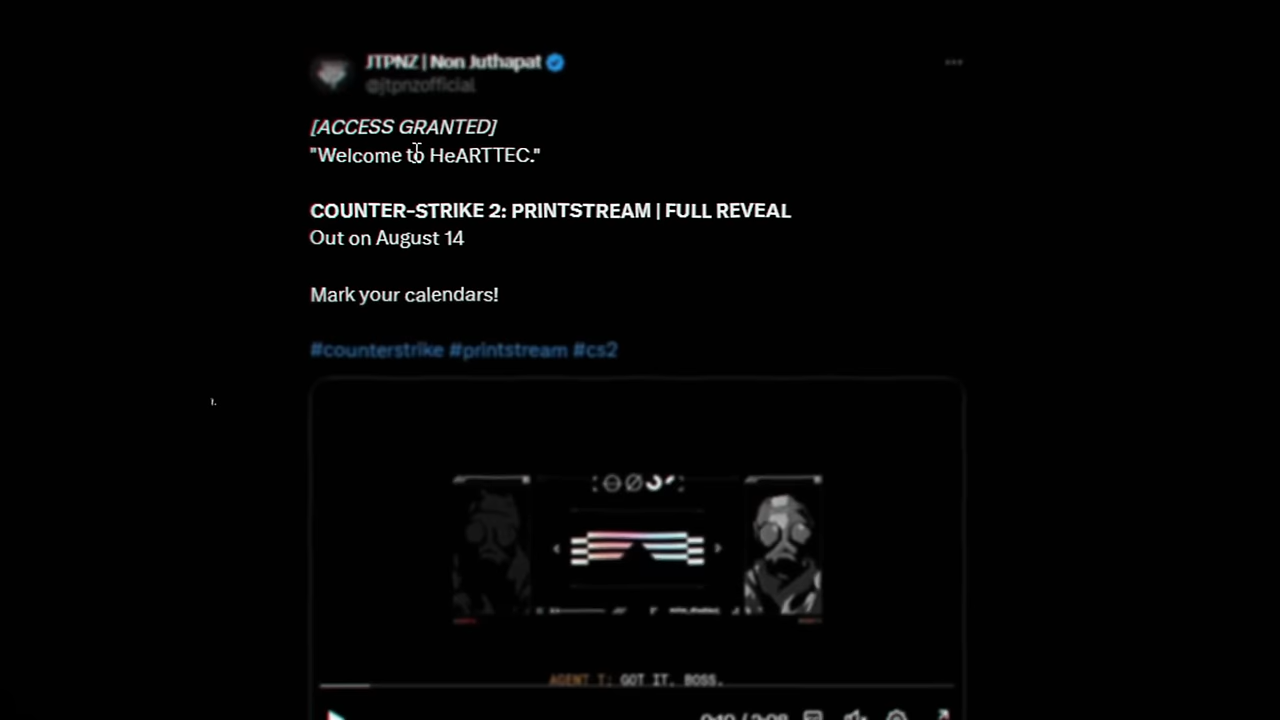 JTPNZ | Non Juthapat
@jtpnzofficial
[ACCESS GRANTED]
"Welcome to HeARTTEC."
COUNTER-STRIKE 2: PRINTSTREAM | FULL REVEAL
Out on August 14
Mark your calendars!
#counterstrike #printstream #cs2
AGENT T: GOT IT, BOSS.